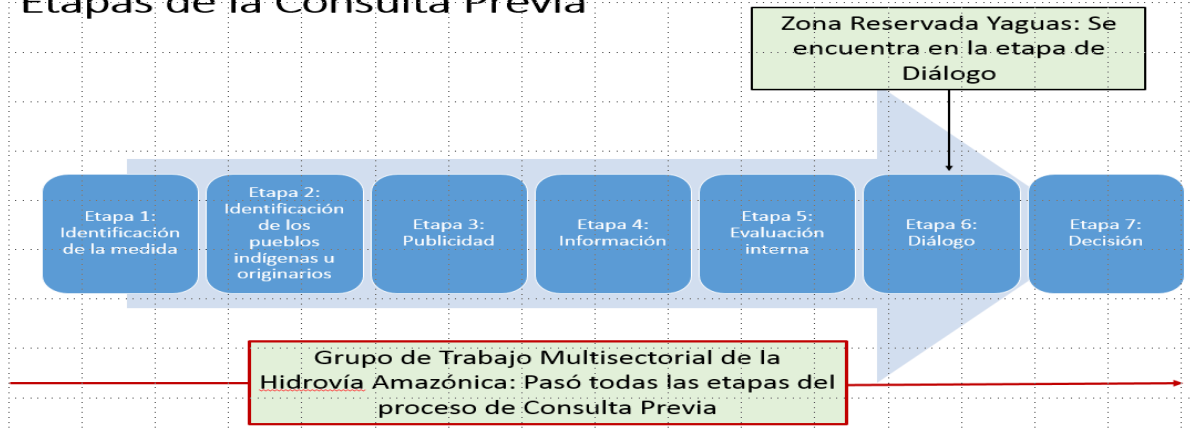 Etapas de la Consulta Previa
Zona Reservada Yaguas: Se
encuentra en la etapa de
Diálogo
Etapa 1:
Identificación
de la medida
Etapa 2:
Identificación
de los
pueblos
indígenas u
originarios
Etapa 3:
Publicidad
Etapa 4:
Información
Etapa 5:
Evaluación
interna
Etapa 6:
Diálogo
Etapa 7:
Decisión
Grupo de Trabajo Multisectorial de la
Hidrovía Amazónica: Pasó todas las etapas del
proceso de Consulta Previa